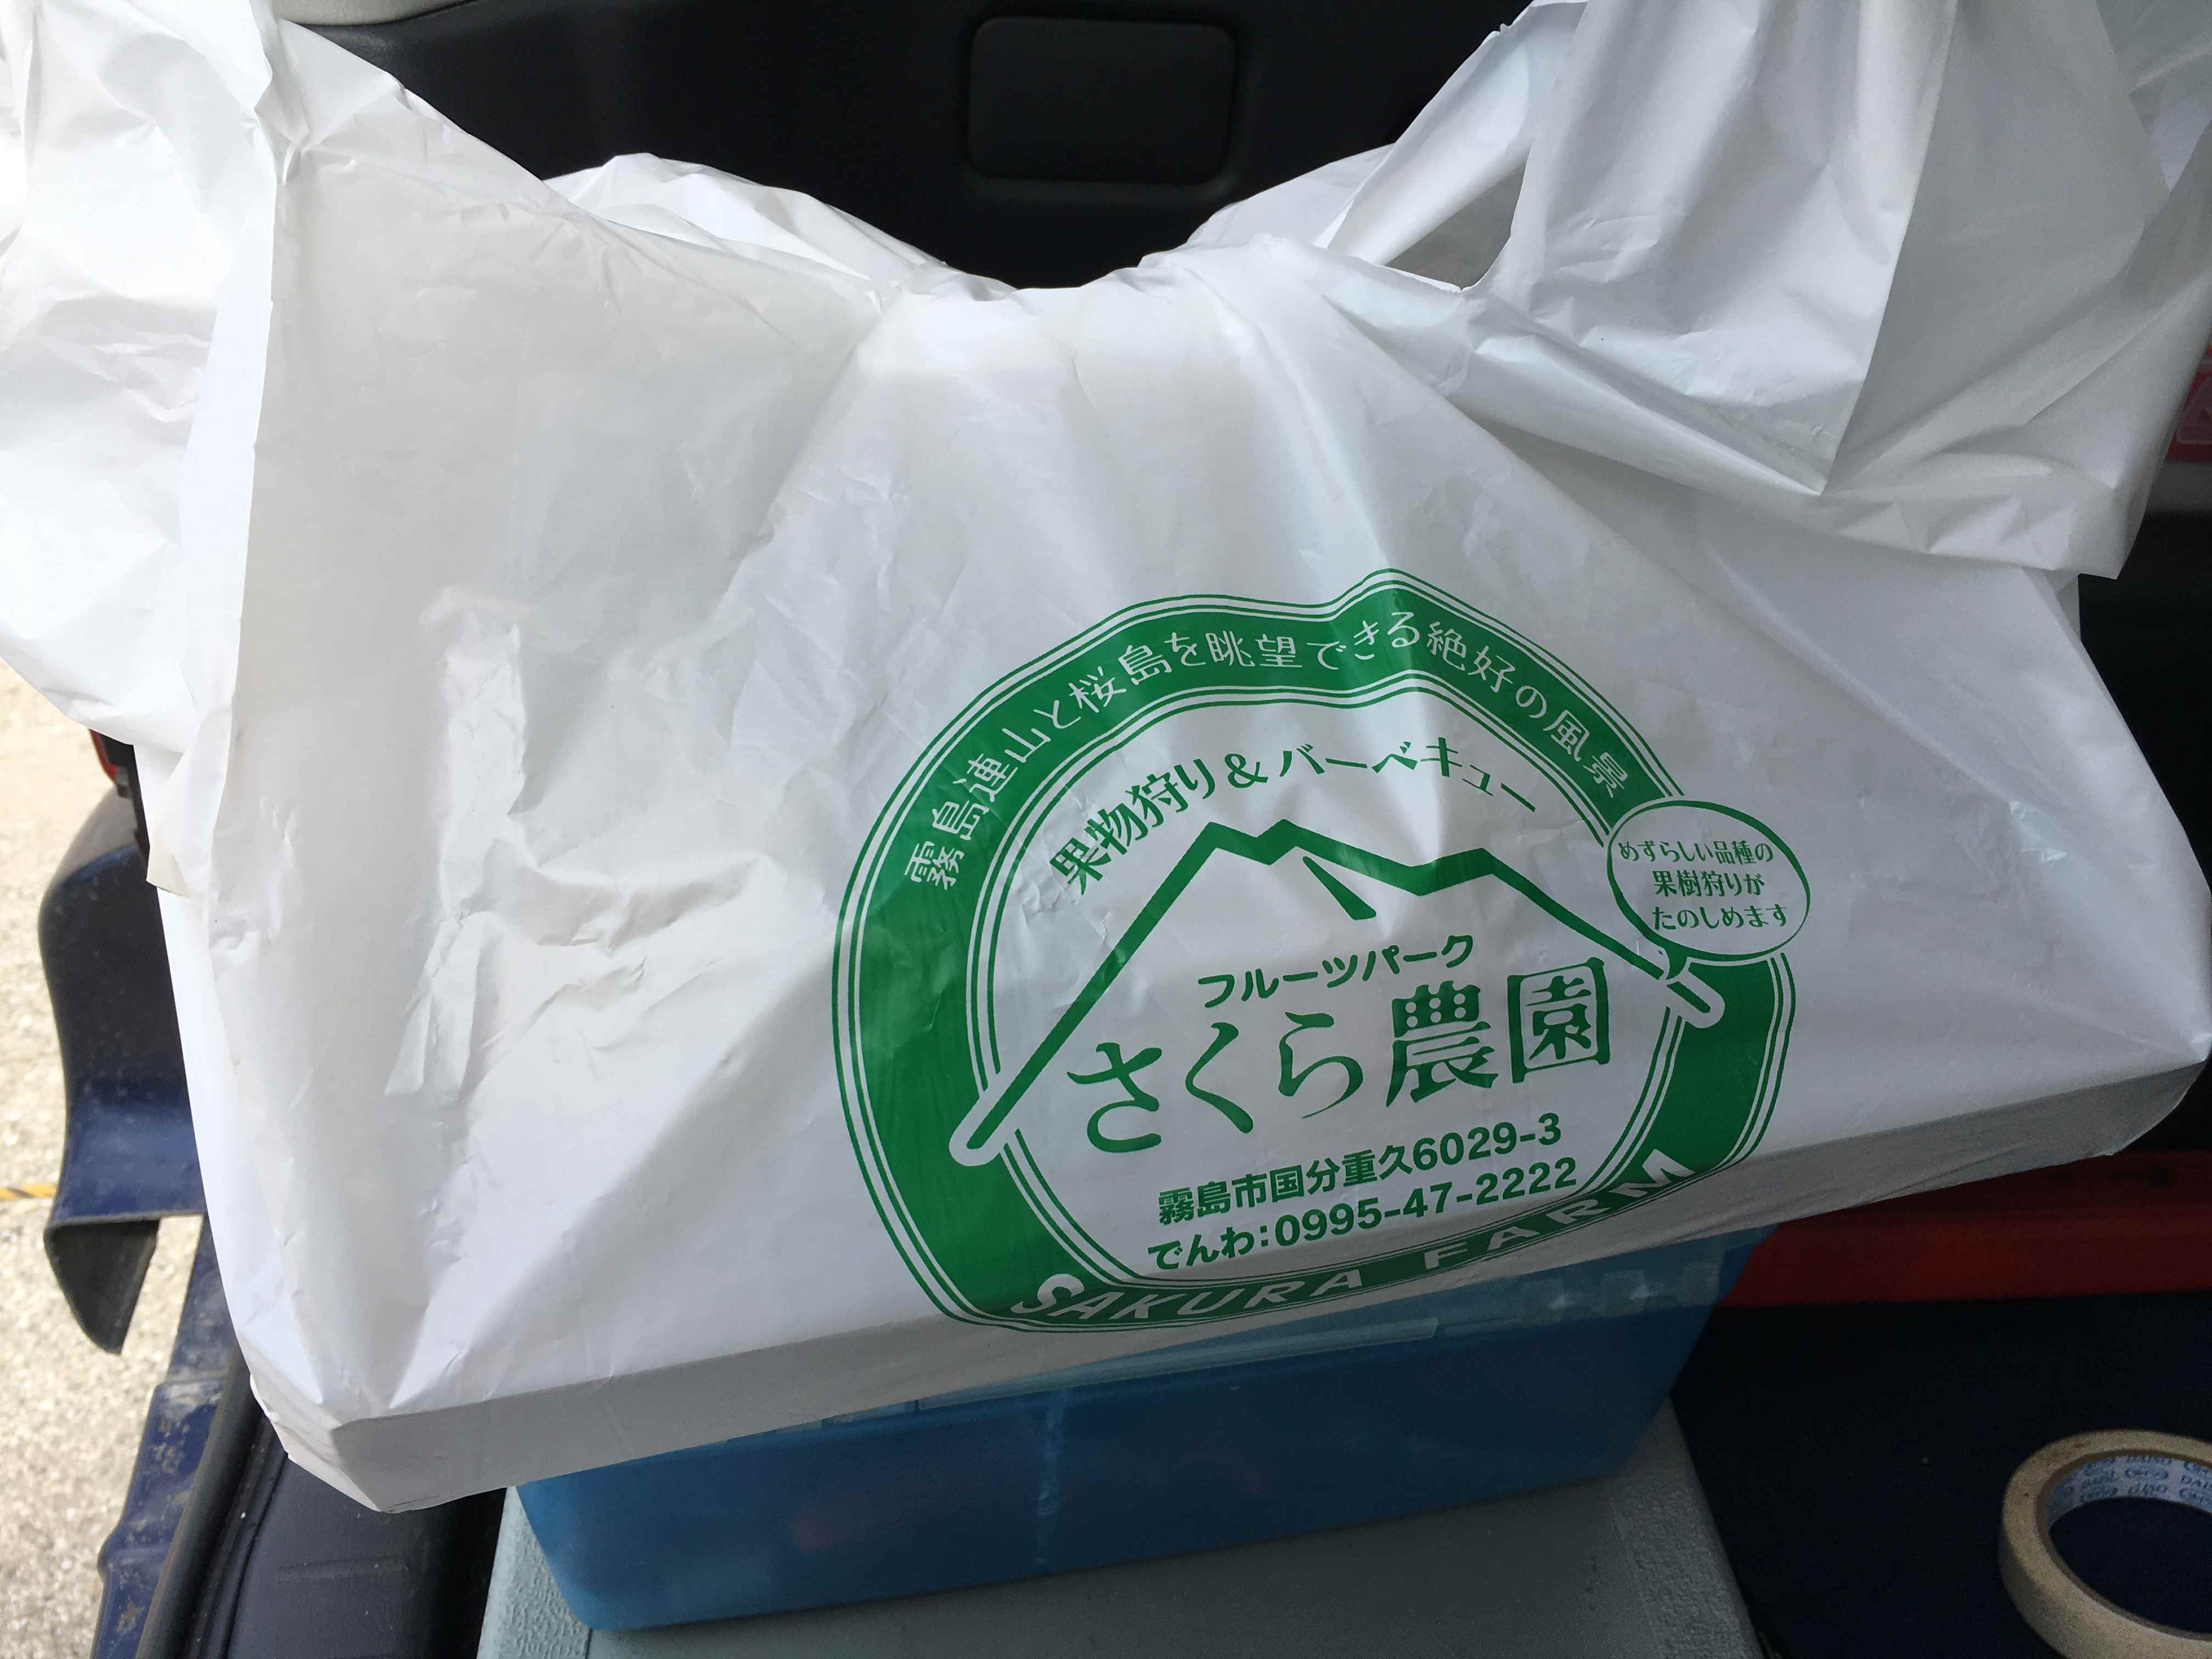 霧島連山と桜島を眺望できる絶好の風景
果物狩り&バーベキュー
めずらしい品種の
果樹狩りが
たのしめます
フルーツパーク
さくら農園
霧島市国分重久6029-3
でんわ:0995-47-2222
SAKURA FARM
DAISO